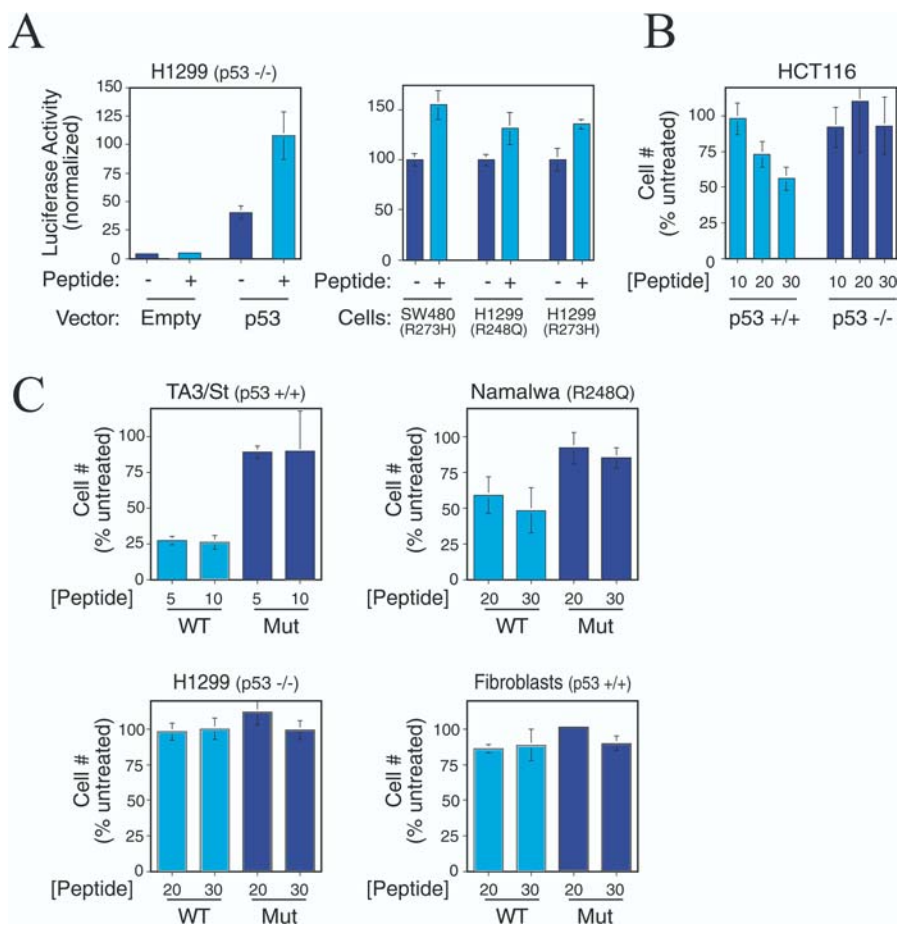 A
H1299 (p53 -/-)
Luciferase Activity
(normalized)
150
125
100
75
50
25
0
Peptide: - + - +
Vector: Empty p53
150
100
50
0
Peptide: - + - + - +
Cells: SW480 H1299 H1299
(R273H) (R248Q) (R273H)
B
HCT116
Cell #
(% untreated)
100
75
50
25
0
[Peptide] 10 20 30 10 20 30
p53 +/+ p53 -/-
C
TA3/St (p53 +/+)
Cell #
(% untreated)
100
75
50
25
0
[Peptide] 5 10 5 10
WT Mut
Namalwa (R248Q)
Cell #
(% untreated)
100
75
50
25
0
[Peptide] 20 30 20 30
WT Mut
H1299 (p53 -/-)
Cell #
(% untreated)
100
75
50
25
0
[Peptide] 20 30 20 30
WT Mut
Fibroblasts (p53 +/+)
Cell #
(% untreated)
100
75
50
25
0
[Peptide] 20 30 20 30
WT Mut